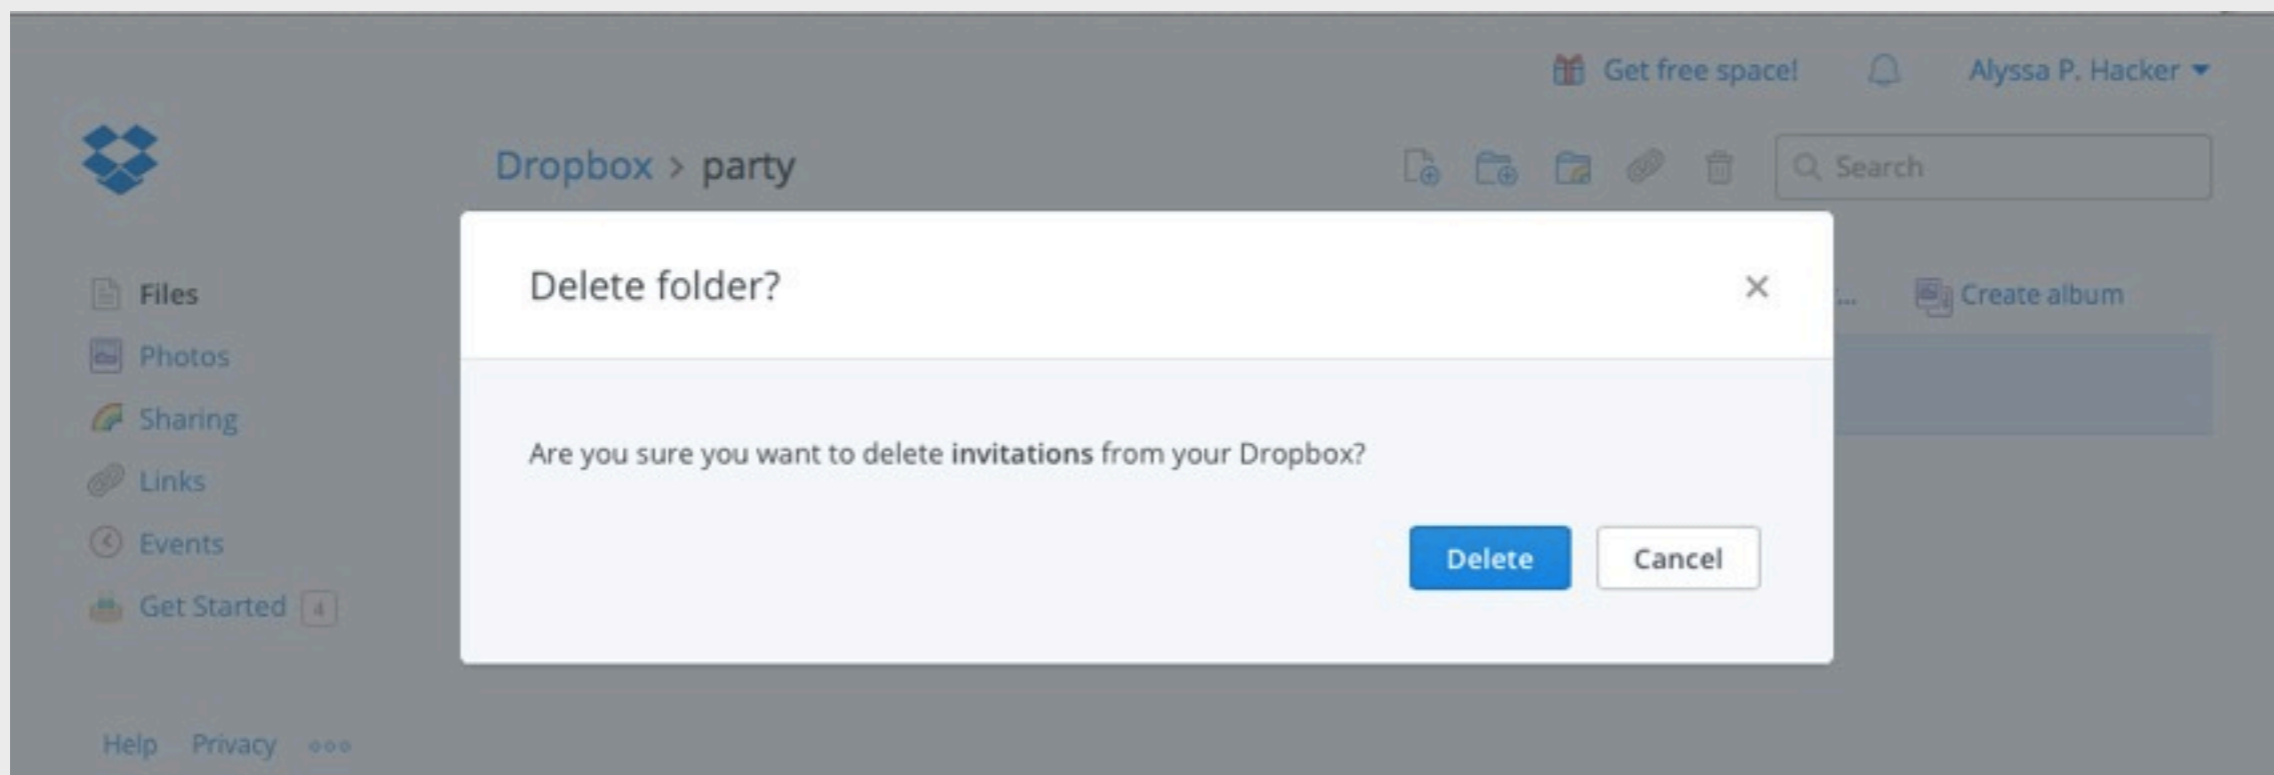 Get free space! Alyssa P. Hacker
Dropbox > party
Search
Delete folder?
Files
... Create album
Photos
Sharing
Are you sure you want to delete invitations from your Dropbox?
Links
Events
Delete Cancel
Get Started 4
Help Privacy